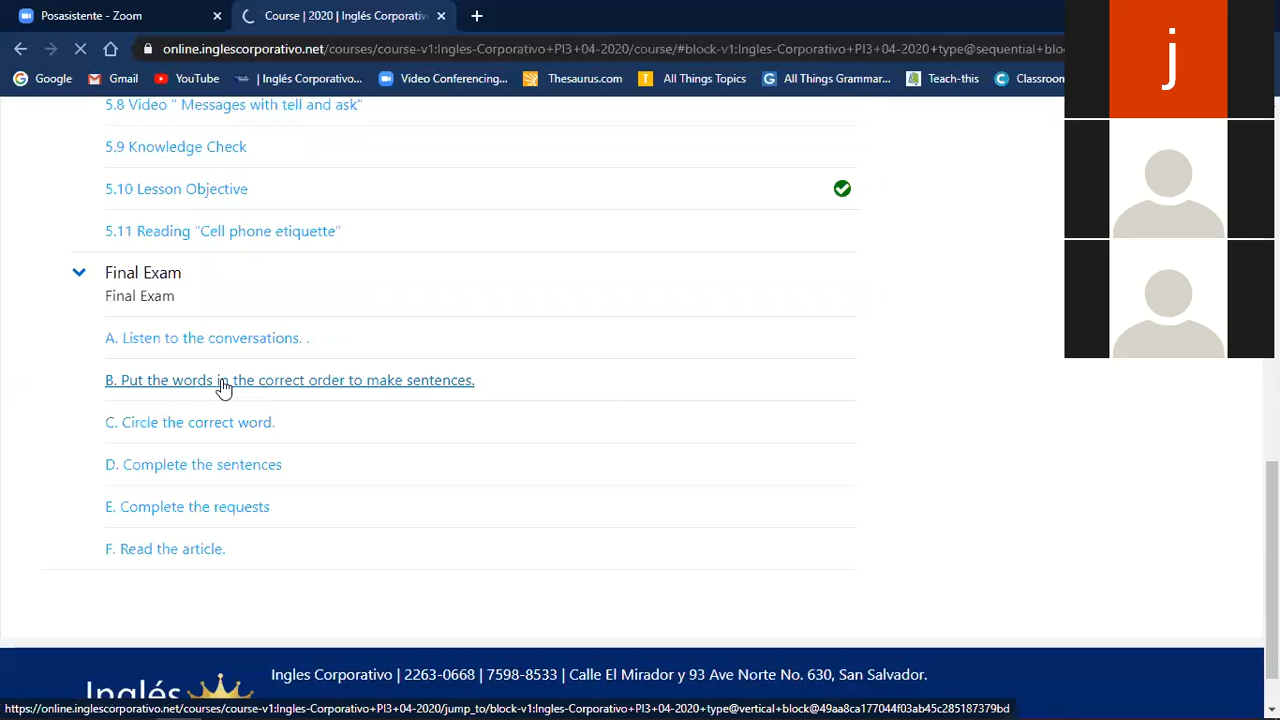 Posasistente - Zoom
Course | 2020 | Inglés Corporativ
online.inglescorporativo.net/courses/course-v1:Ingles-Corporativo+PI3+04-2020/course/#block-v1:Ingles-Corporativo+PI3+04-2020+type@sequential+blo
Google
Gmail
YouTube
| Inglés Corporativo...
Video Conferencing...
Thesaurus.com
All Things Topics
All Things Grammar...
Teach-this
Classroom
5.8 Video " Messages with tell and ask"
5.9 Knowledge Check
5.10 Lesson Objective
5.11 Reading "Cell phone etiquette"
Final Exam
Final Exam
A. Listen to the conversations. .
B. Put the words in the correct order to make sentences.
C. Circle the correct word.
D. Complete the sentences
E. Complete the requests
F. Read the article.
Ingles Corporativo | 2263-0668 | 7598-8533 | Calle El Mirador y 93 Ave Norte No. 630, San Salvador.
Inglés
https://online.inglescorporativo.net/courses/course-v1:Ingles-Corporativo+PI3+04-2020/jump_to/block-v1:Ingles-Corporativo+PI3+04-2020+type@vertical+block@49aa8ca177044f03ab45c285187379bd
j